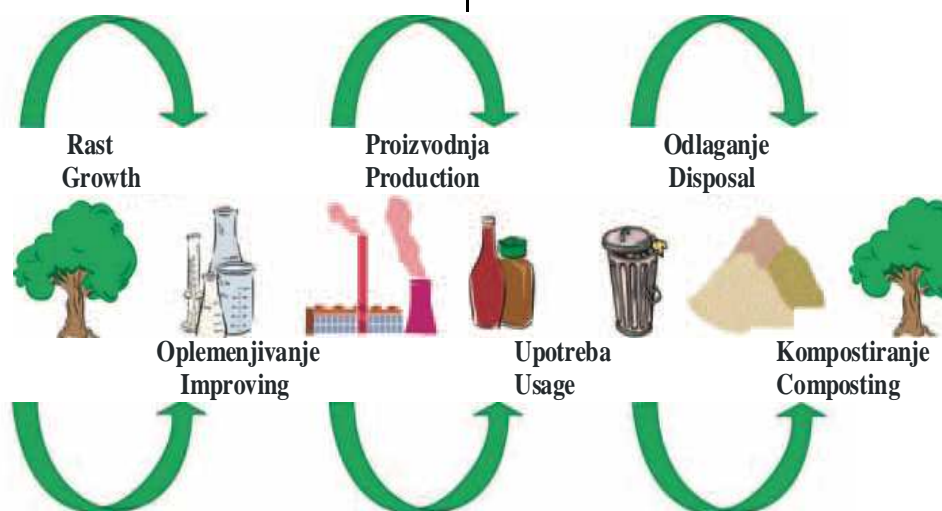 Rast
Growth
Proizvodnja
Production
Odlaganje
Disposal
Oplemenjivanje
Improving
Upotreba
Usage
Kompostiranje
Composting